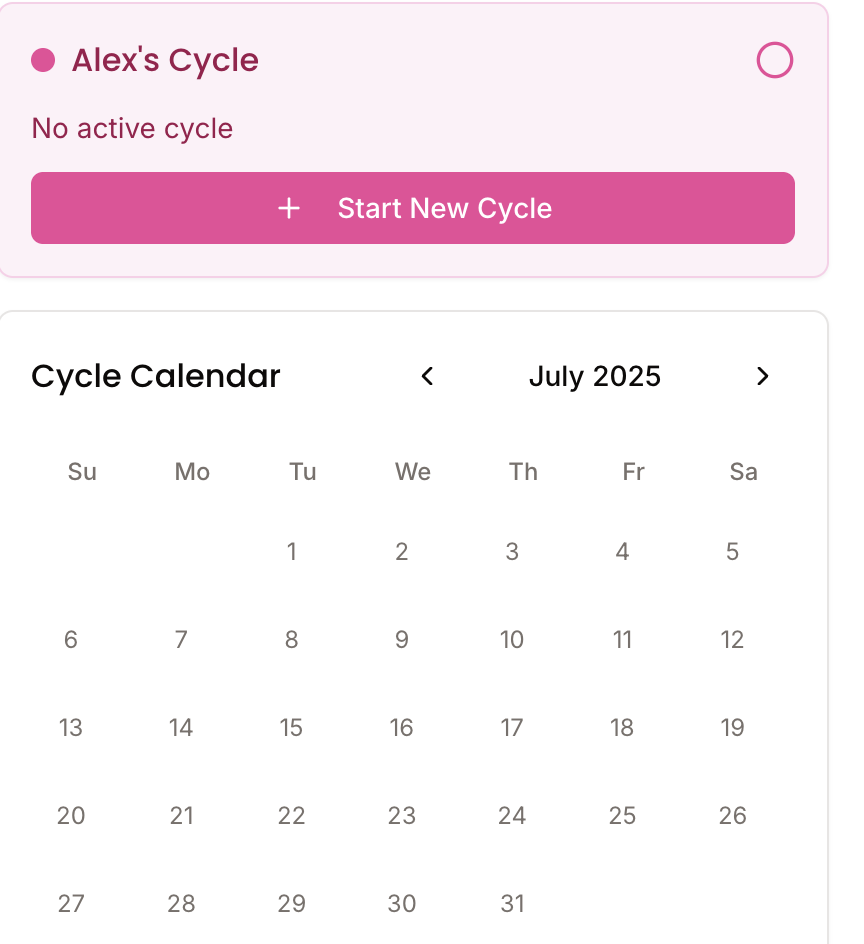 Alex's Cycle
No active cycle
+ Start New Cycle
Cycle Calendar < July 2025 >
Su Mo Tu We Th Fr Sa
1 2 3 4 5
6 7 8 9 10 11 12
13 14 15 16 17 18 19
20 21 22 23 24 25 26
27 28 29 30 31